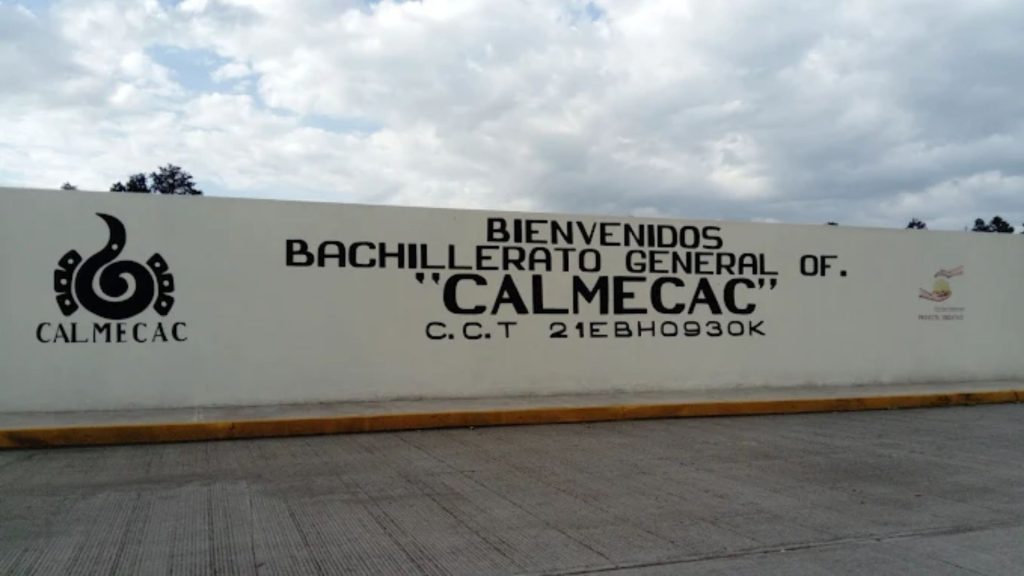 BIENVENIDOS
BACHILLERATO GENERAL OF.
"CALMECAC"
C.C.T 21EBH0930K
CALMECAC